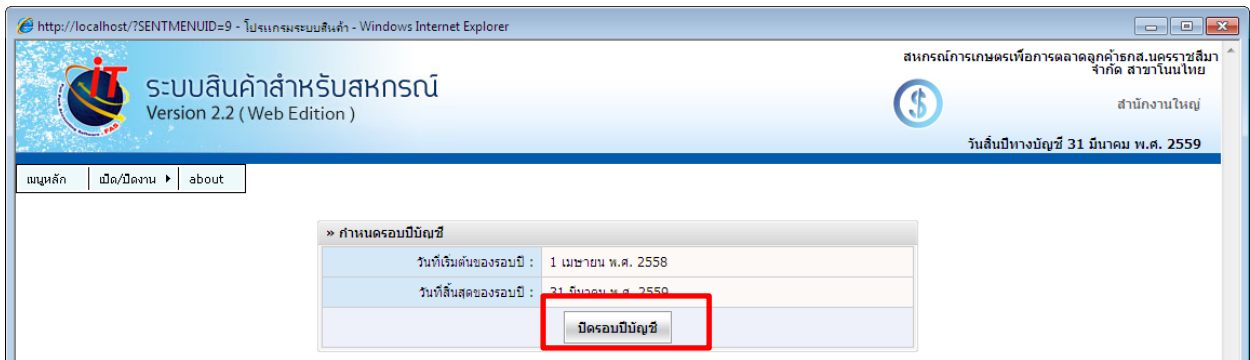 http://localhost/?SENTMENUID=9 - โปรแกรมระบบสินค้า - Windows Internet Explorer
สหกรณ์การเกษตรเพื่อการตลาดลูกค้าธกส.นครราชสีมา
จำกัด สาขาโนนไทย
iT
ระบบสินค้าสำหรับสหกรณ์
Version 2.2 ( Web Edition )
สำนักงานใหญ่
วันสิ้นปีทางบัญชี 31 มีนาคม พ.ศ. 2559
เมนูหลัก เปิด/ปิดงาน about
» กำหนดรอบปีบัญชี
วันที่เริ่มต้นของรอบปี : 1 เมษายน พ.ศ. 2558
วันที่สิ้นสุดของรอบปี : 31 มีนาคม พ.ศ. 2559
ปิดรอบปีบัญชี